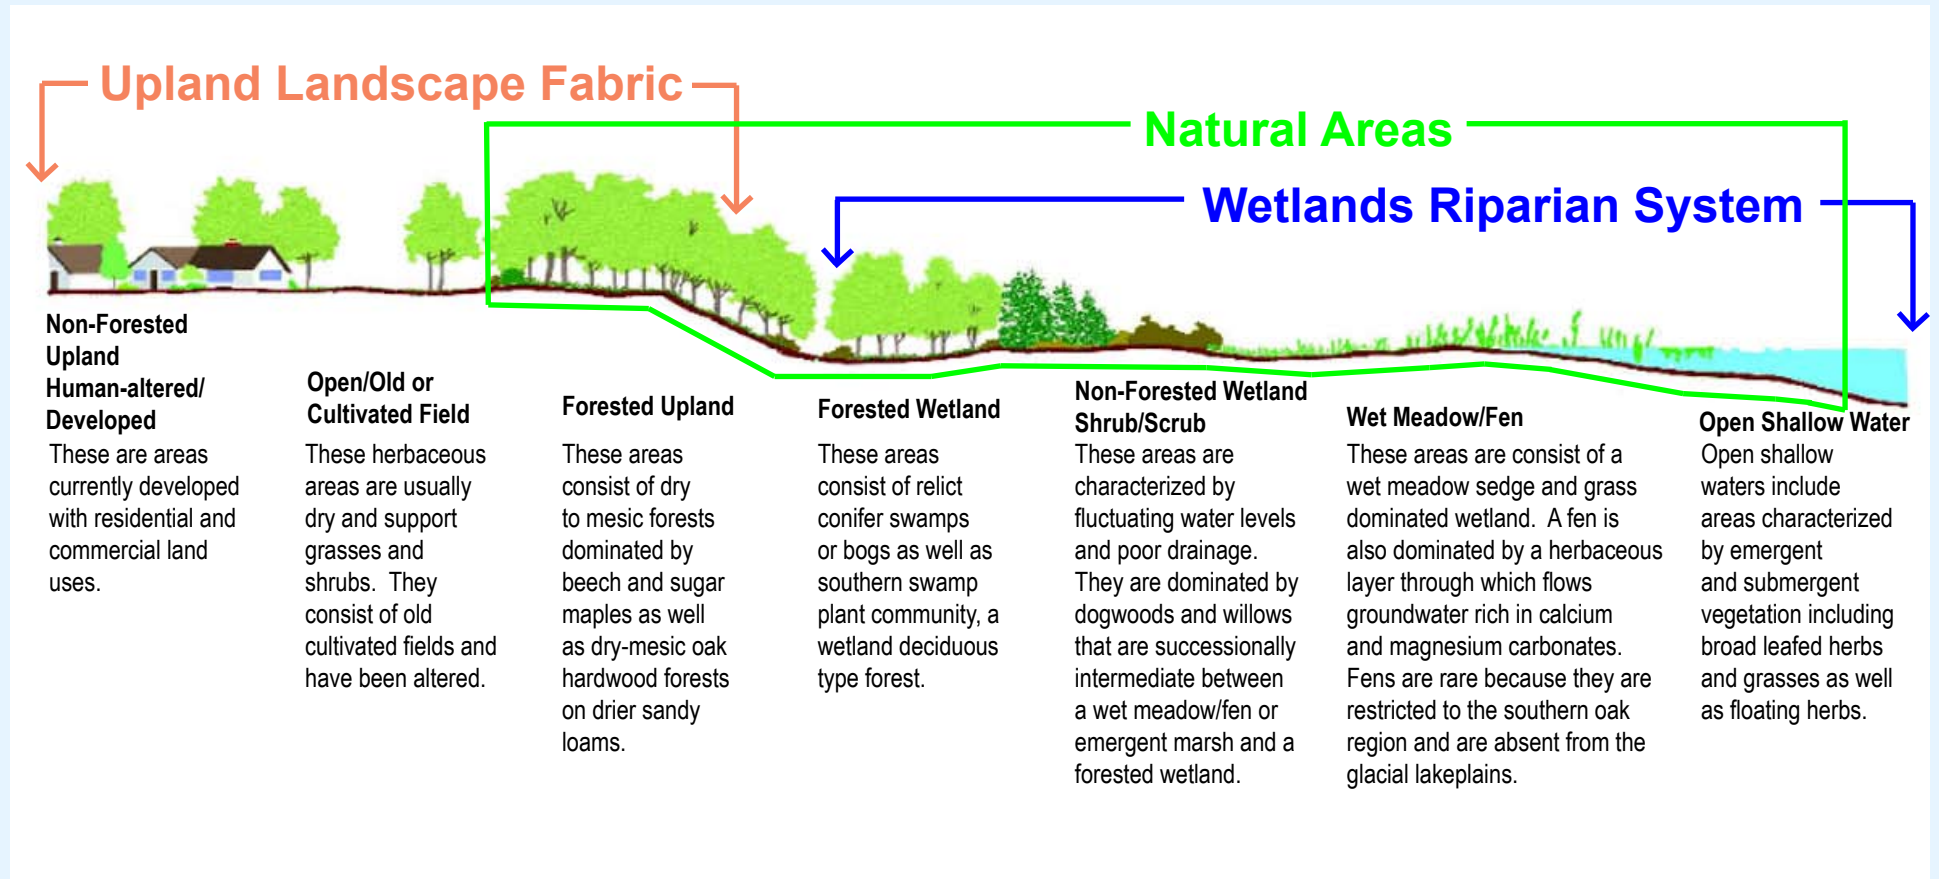 Upland Landscape Fabric
Natural Areas
Wetlands Riparian System
Non-Forested
Upland
Human-altered/
Developed
These are areas
currently developed
with residential and
commercial land
uses.
Open/Old or
Cultivated Field
These herbaceous
areas are usually
dry and support
grasses and
shrubs.  They
consist of old
cultivated fields and
have been altered.
Forested Upland
These areas
consist of dry
to mesic forests
dominated by
beech and sugar
maples as well
as dry-mesic oak
hardwood forests
on drier sandy
loams.
Forested Wetland
These areas
consist of relict
conifer swamps
or bogs as well as
southern swamp
plant community, a
wetland deciduous
type forest.
Non-Forested Wetland
Shrub/Scrub
These areas are
characterized by
fluctuating water levels
and poor drainage.
They are dominated by
dogwoods and willows
that are successionally
intermediate between
a wet meadow/fen or
emergent marsh and a
forested wetland.
Wet Meadow/Fen
These areas are consist of a
wet meadow sedge and grass
dominated wetland.  A fen is
also dominated by a herbaceous
layer through which flows
groundwater rich in calcium
and magnesium carbonates.
Fens are rare because they are
restricted to the southern oak
region and are absent from the
glacial lakeplains.
Open Shallow Water
Open shallow
waters include
areas characterized
by emergent
and submergent
vegetation including
broad leafed herbs
and grasses as well
as floating herbs.